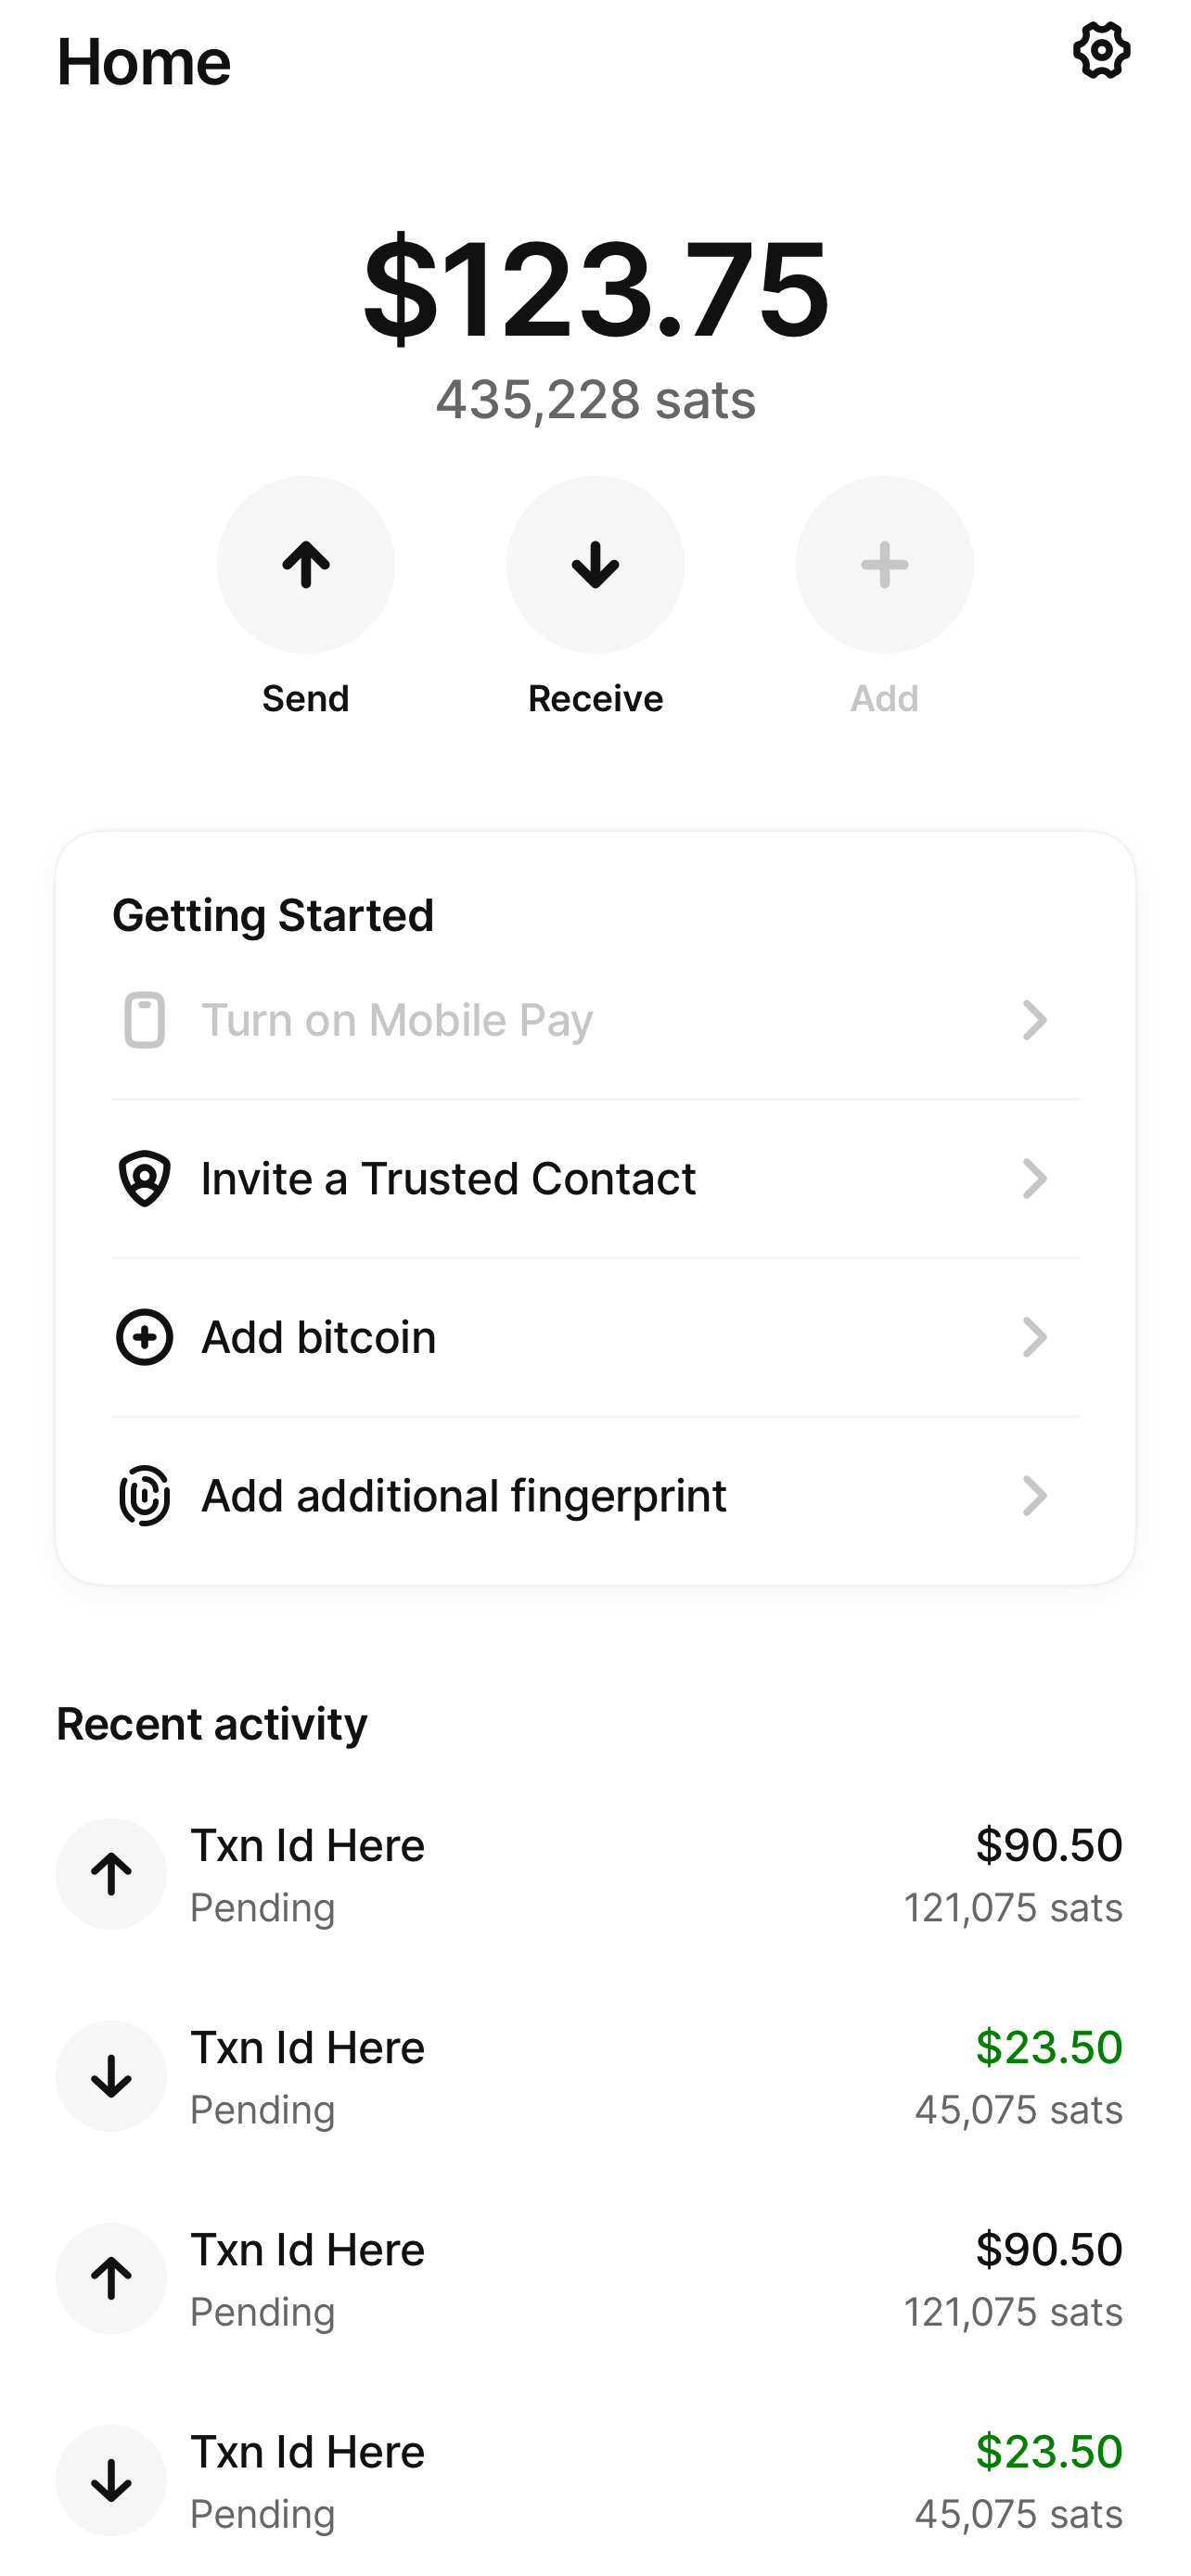 Home
$123.75
435,228 sats
Send
Receive
Add
Getting Started
Turn on Mobile Pay
Invite a Trusted Contact
Add bitcoin
Add additional fingerprint
Recent activity
Txn Id Here
$90.50
Pending
121,075 sats
Txn Id Here
$23.50
Pending
45,075 sats
Txn Id Here
$90.50
Pending
121,075 sats
Txn Id Here
$23.50
Pending
45,075 sats